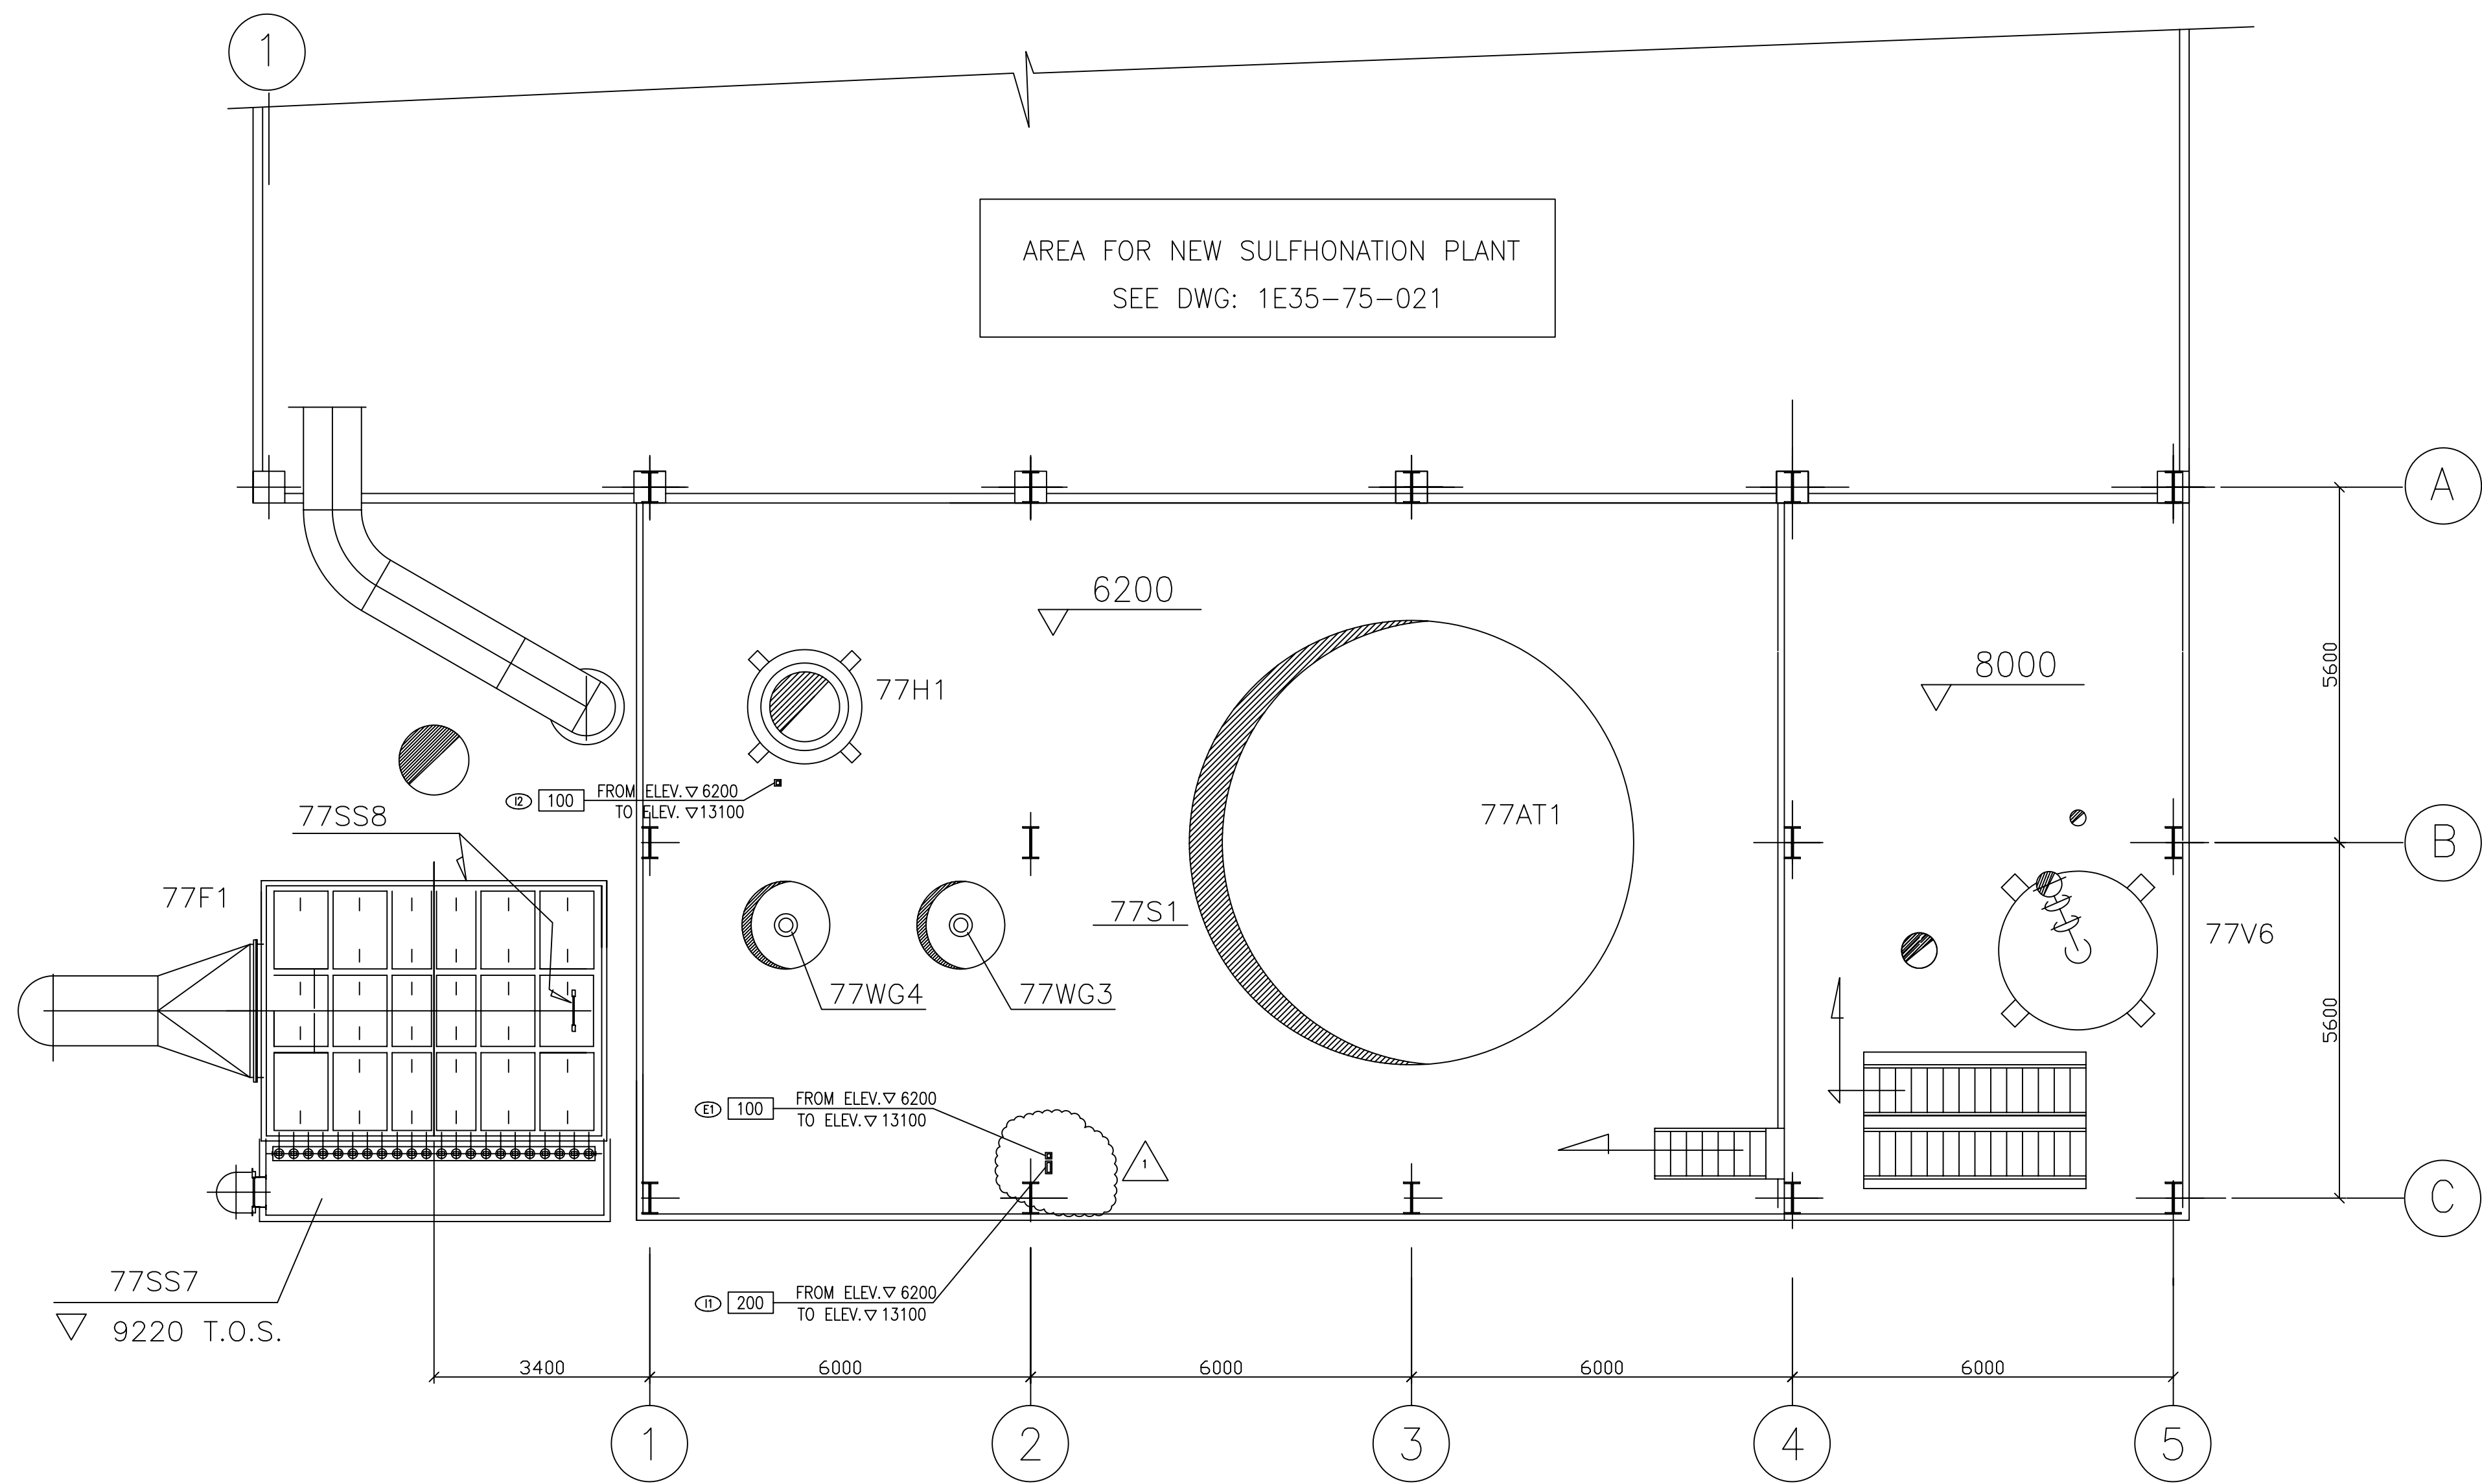 1
AREA FOR NEW SULFHONATION PLANT
SEE DWG: 1E35-75-021
A
6200
5600
8000
77H1
FROM ELEV. 6200
I2 100
TO ELEV. 13100
77SS8
77AT1
B
77F1
77S1
77V6
77WG4
77WG3
5600
FROM ELEV. 6200
E1 100
TO ELEV. 13100
1
C
77SS7
FROM ELEV. 6200
I1 200
TO ELEV. 13100
9220 T.O.S.
3400 6000 6000 6000 6000
1 2 3 4 5